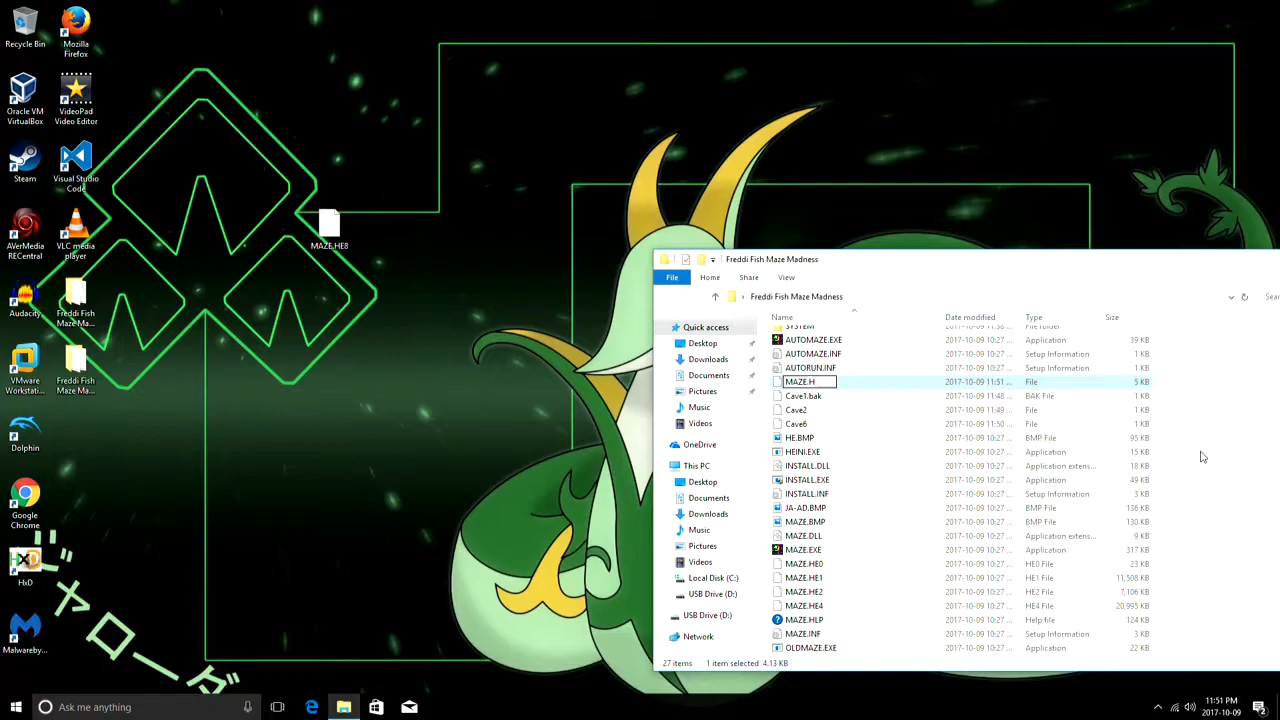 Recycle Bin
Mozilla
Firefox
Oracle VM
VirtualBox
VideoPad
Video Editor
Steam
Visual Studio
Code
AVerMedia
RECentral
VLC media
player
Audacity
Freddi Fish
Maze Ma...
VMware
Workstati...
Freddi Fish
Maze Ma...
Dolphin
Google
Chrome
HxD
Malwareby...
MAZE.HE8
ジャローダ
Freddi Fish Maze Madness
File
Home
Share
View
Freddi Fish Maze Madness
Sear
Name
Date modified
Type
Size
Quick access
Desktop
Downloads
Documents
Pictures
Music
Videos
OneDrive
This PC
Desktop
Documents
Downloads
Music
Pictures
Videos
Local Disk (C:)
USB Drive (D:)
USB Drive (D:)
Network
SYSTEM 2017-10-09 11:38 ... File folder
AUTOMAZE.EXE 2017-10-09 10:27 ... Application 39 KB
AUTOMAZE.INF 2017-10-09 10:27 ... Setup Information 1 KB
AUTORUN.INF 2017-10-09 10:27 ... Setup Information 1 KB
MAZE.H 2017-10-09 11:51 ... File 5 KB
Cave1.bak 2017-10-09 11:48 ... BAK File 1 KB
Cave2 2017-10-09 11:49 ... File 1 KB
Cave6 2017-10-09 11:50 ... File 1 KB
HE.BMP 2017-10-09 10:27 ... BMP File 95 KB
HEINI.EXE 2017-10-09 10:27 ... Application 15 KB
INSTALL.DLL 2017-10-09 10:27 ... Application extens... 18 KB
INSTALL.EXE 2017-10-09 10:27 ... Application 49 KB
INSTALL.INF 2017-10-09 10:27 ... Setup Information 3 KB
JA-AD.BMP 2017-10-09 10:27 ... BMP File 136 KB
MAZE.BMP 2017-10-09 10:27 ... BMP File 130 KB
MAZE.DLL 2017-10-09 10:27 ... Application extens... 9 KB
MAZE.EXE 2017-10-09 10:27 ... Application 317 KB
MAZE.HE0 2017-10-09 10:27 ... HE0 File 23 KB
MAZE.HE1 2017-10-09 10:27 ... HE1 File 11,508 KB
MAZE.HE2 2017-10-09 10:27 ... HE2 File 7,106 KB
MAZE.HE4 2017-10-09 10:27 ... HE4 File 20,995 KB
MAZE.HLP 2017-10-09 10:27 ... Help file 124 KB
MAZE.INF 2017-10-09 10:27 ... Setup Information 3 KB
OLDMAZE.EXE 2017-10-09 10:27 ... Application 22 KB
27 items 1 item selected 4.13 KB
Ask me anything
11:51 PM
2017-10-09
2